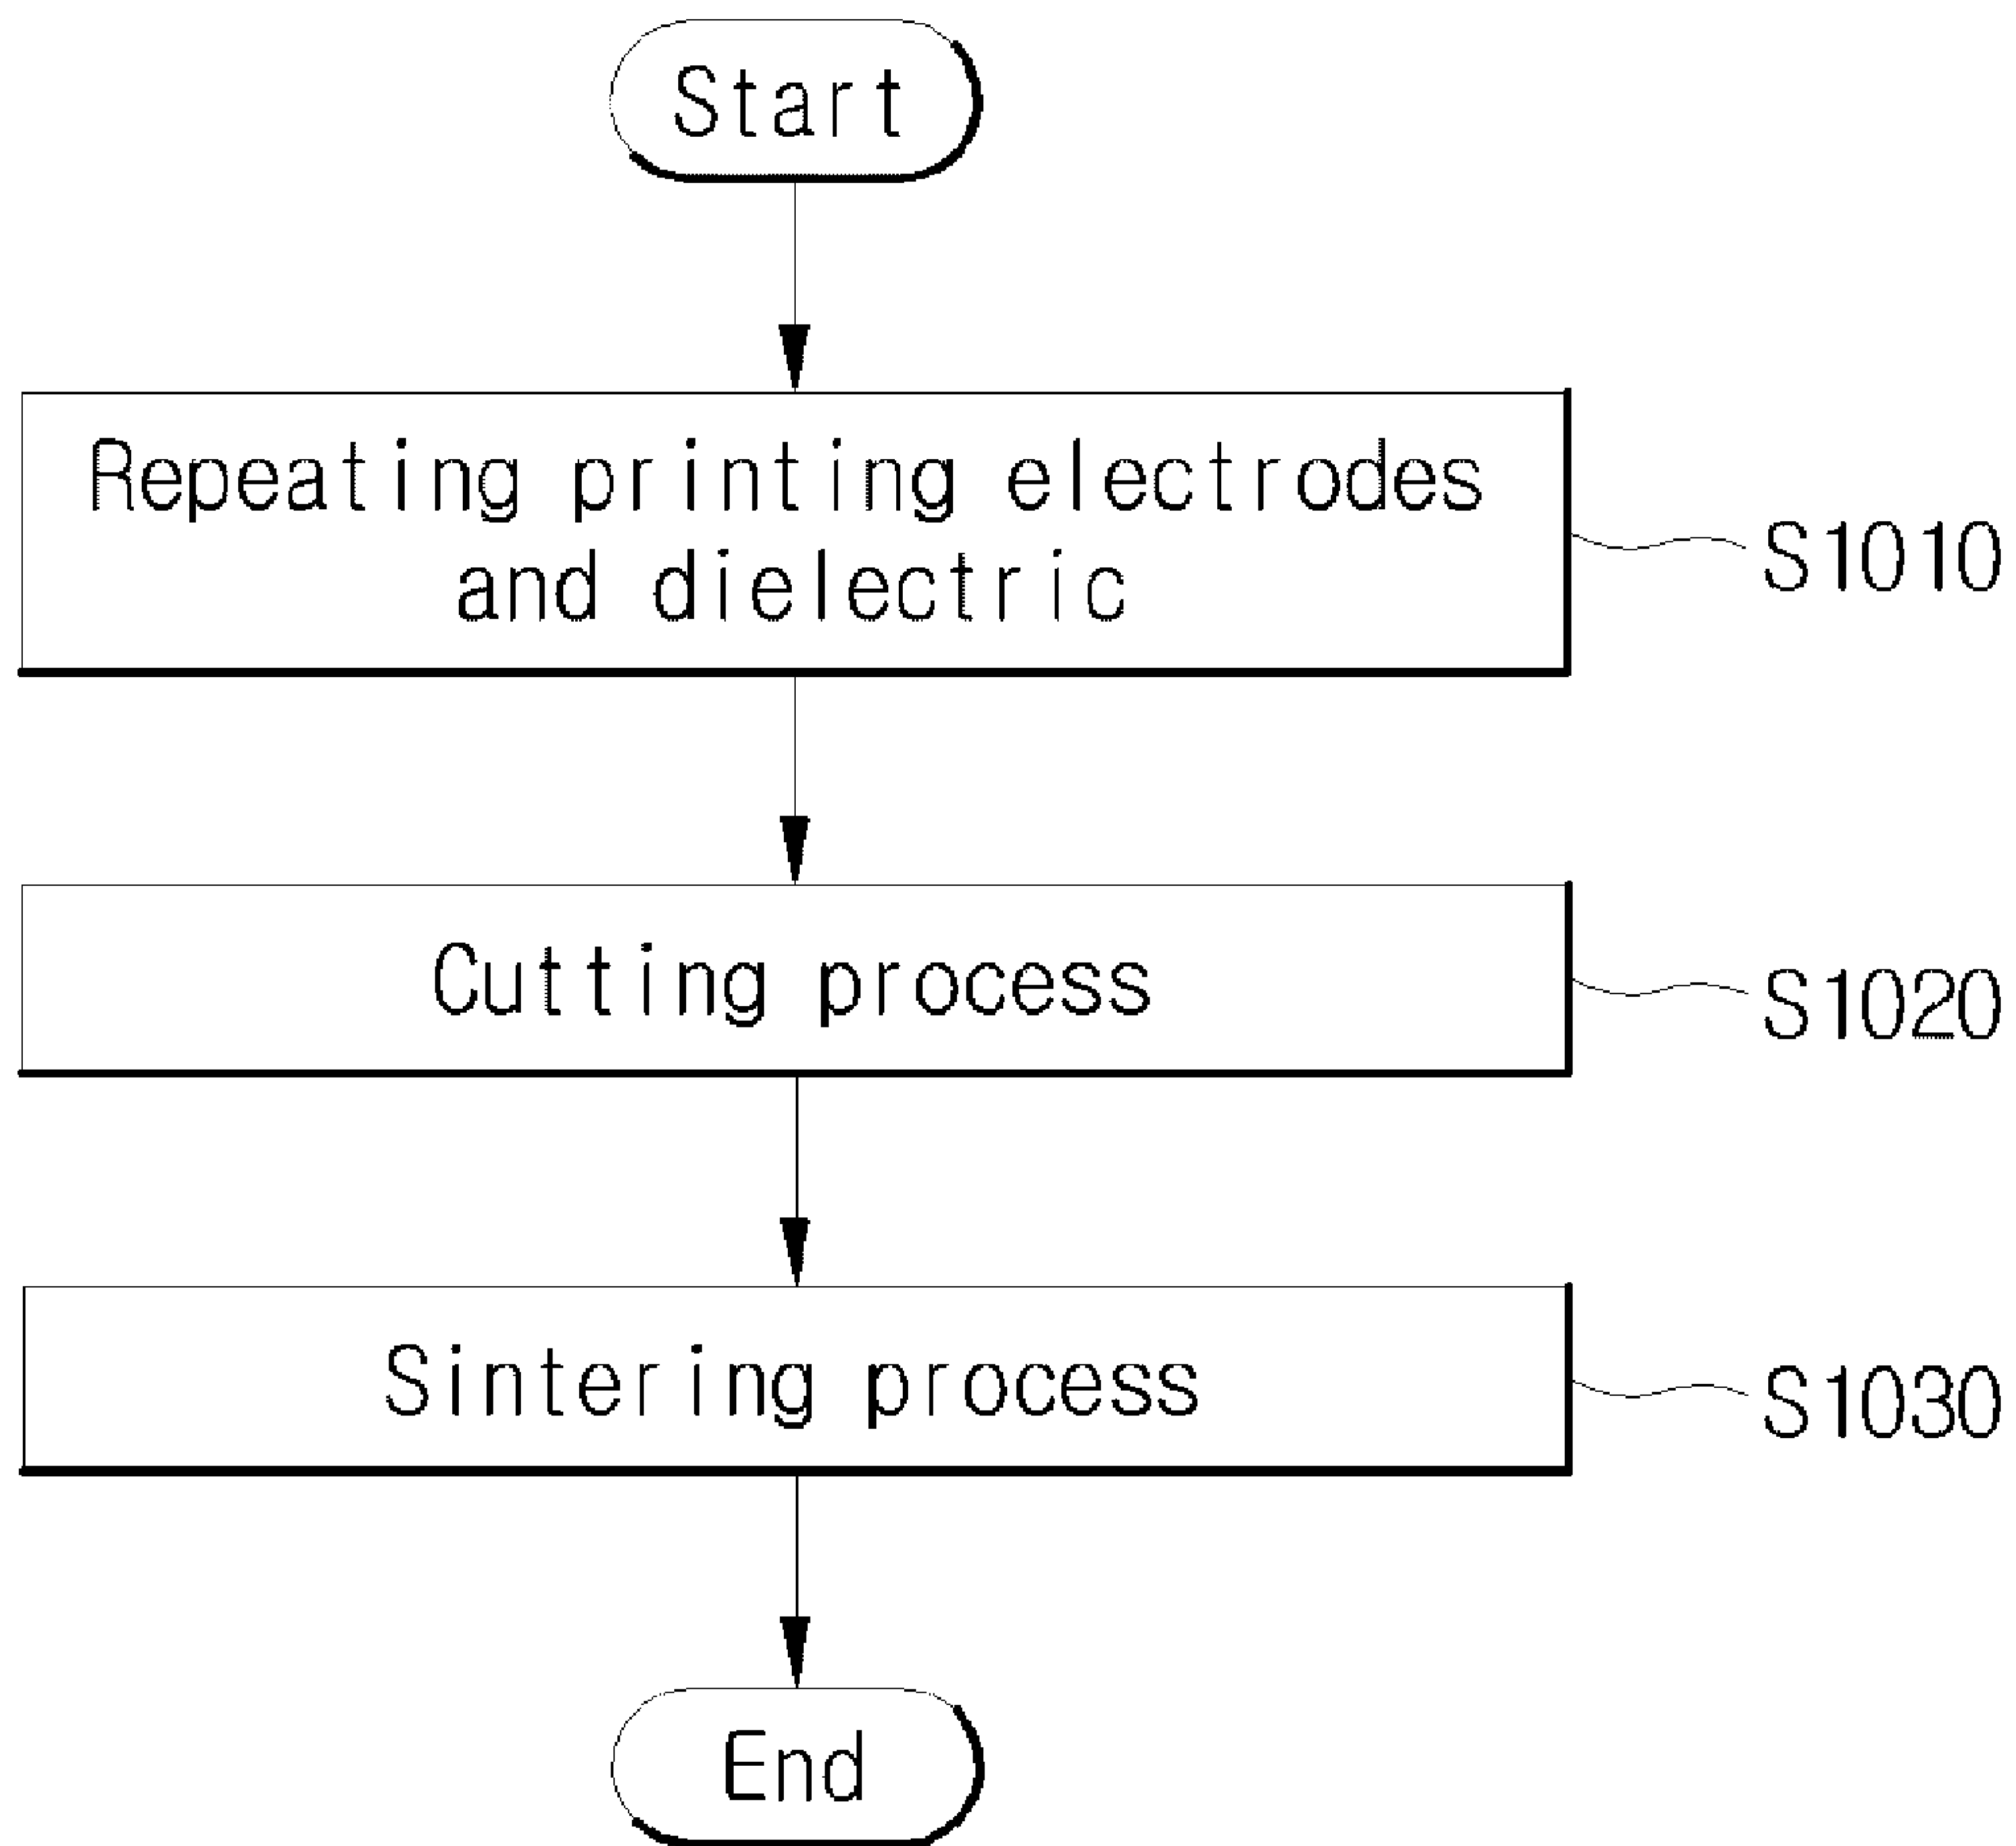 Start
Repeating printing electrodes
and dielectric
S1010
Cutting process
S1020
Sintering process
S1030
End